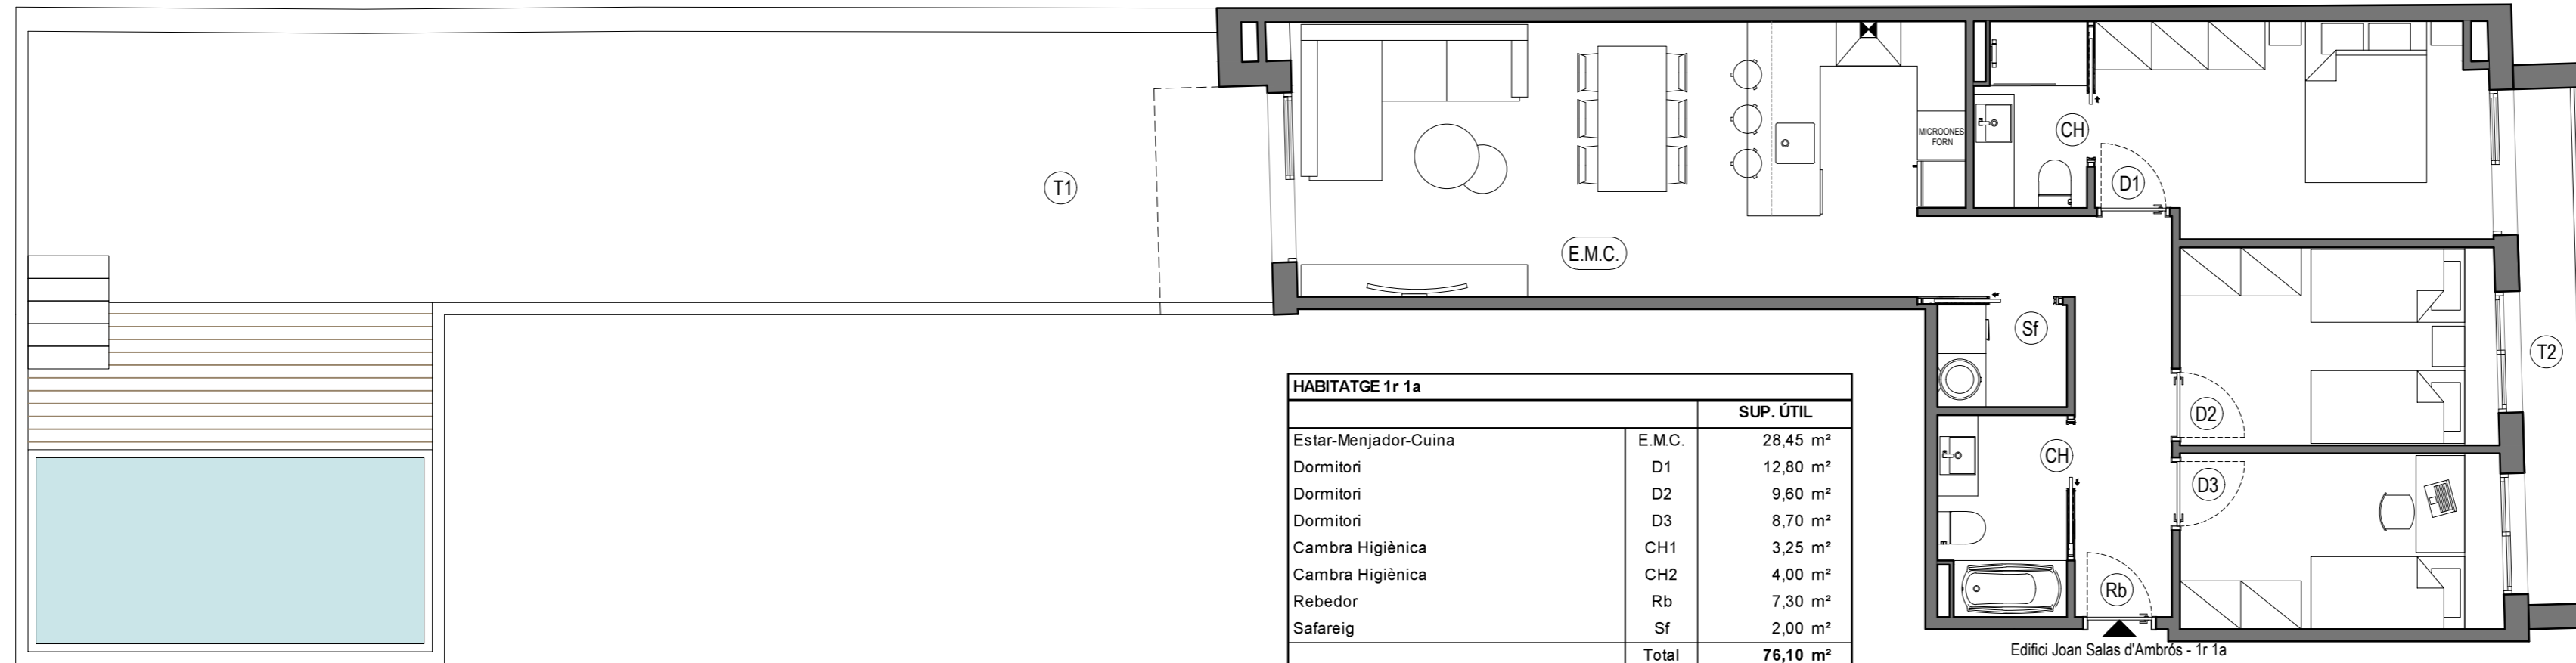 MICROONES
FORN
CH
D1
T1
E.M.C.
Sf
T2
D2
CH
D3
Rb
HABITATGE 1r 1a
SUP. ÚTIL
Estar-Menjador-Cuina E.M.C. 28,45 m²
Dormitori D1 12,80 m²
Dormitori D2 9,60 m²
Dormitori D3 8,70 m²
Cambra Higiènica CH1 3,25 m²
Cambra Higiènica CH2 4,00 m²
Rebedor Rb 7,30 m²
Safareig Sf 2,00 m²
Total 76,10 m²
Edifici Joan Salas d'Ambrós - 1r 1a